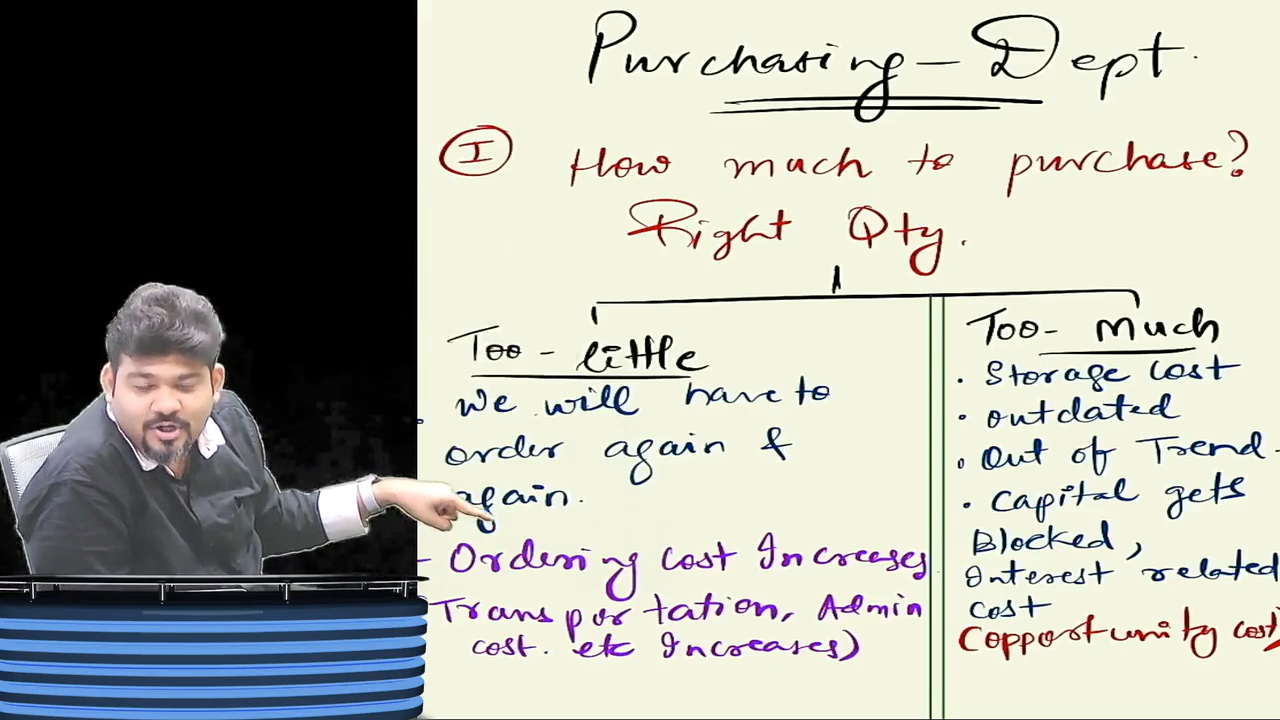 Purchasing - Dept.
I How much to purchase?
Right Qty.
Too - little
. We will have to
order again &
again.
- Ordering cost Increases
Transportation, Admin
cost. etc Increases)
Too - Much
. Storage cost
. outdated
. Out of Trend.
. Capital gets
Blocked,
Interest related
cost
(opportunity cost)